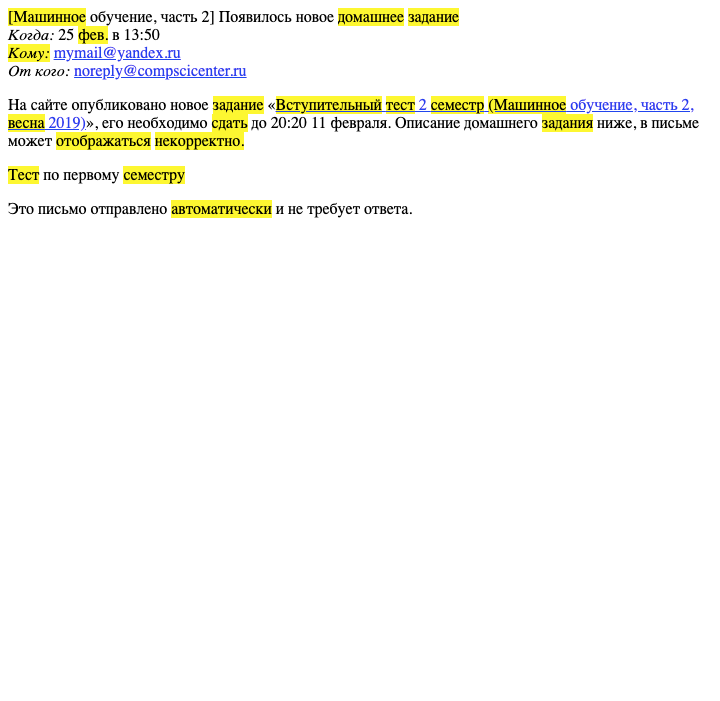 [Машинное обучение, часть 2] Появилось новое домашнее задание
Когда: 25 фев. в 13:50
Кому: mymail@yandex.ru
От кого: noreply@compscicenter.ru
На сайте опубликовано новое задание «Вступительный тест 2 семестр (Машинное обучение, часть 2,
весна 2019)», его необходимо сдать до 20:20 11 февраля. Описание домашнего задания ниже, в письме
может отображаться некорректно.
Тест по первому семестру
Это письмо отправлено автоматически и не требует ответа.